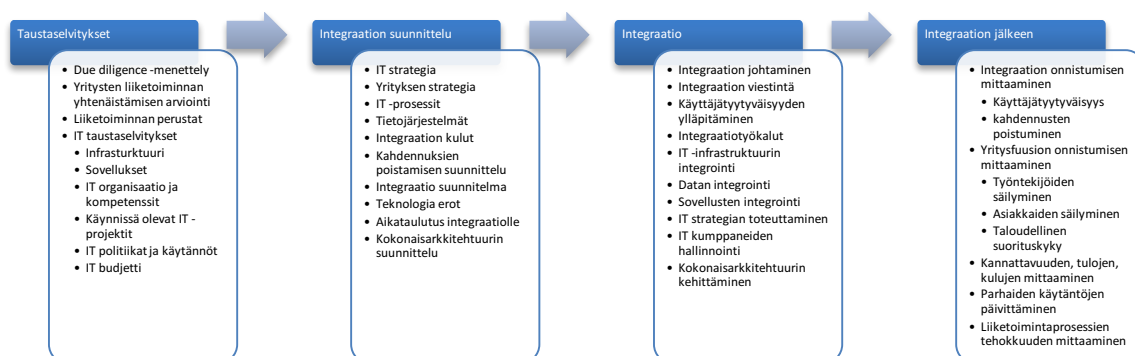 Taustaselvitykset
• Due diligence -menettely
• Yritysten liiketoiminnan
yhtenäistämisen arviointi
• Liiketoiminnan perustat
• IT taustaselvitykset
• Infrasturktuuri
• Sovellukset
• IT organisaatio ja
kompetenssit
• Käynnissä olevat IT -
projektit
• IT politiikat ja käytännöt
• IT budjetti
Integraation suunnittelu
• IT strategia
• Yrityksen strategia
• IT -prosessit
• Tietojärjestelmät
• Integraation kulut
• Kahdennuksien
poistamisen suunnittelu
• Integraatio suunnitelma
• Teknologia erot
• Aikataulutus integraatiolle
• Kokonaisarkkitehtuurin
suunnittelu
Integraatio
• Integraation johtaminen
• Integraation viestintä
• Käyttäjätyytyväisyyden
ylläpitäminen
• Integraatiotyökalut
• IT -infrastruktuurin
integrointi
• Datan integrointi
• Sovellusten integrointi
• IT strategian toteuttaminen
• IT kumppaneiden
hallinnointi
• Kokonaisarkkitehtuurin
kehittäminen
Integraation jälkeen
• Integraation onnistumisen
mittaaminen
• Käyttäjätyytyväisyys
• kahdennusten
poistuminen
• Yritysfuusion onnistumisen
mittaaminen
• Työntekijöiden
säilyminen
• Asiakkaiden säilyminen
• Taloudellinen
suorituskyky
• Kannattavuuden, tulojen,
kulujen mittaaminen
• Parhaiden käytäntöjen
päivittäminen
• Liiketoimintaprosessien
tehokkuuden mittaaminen